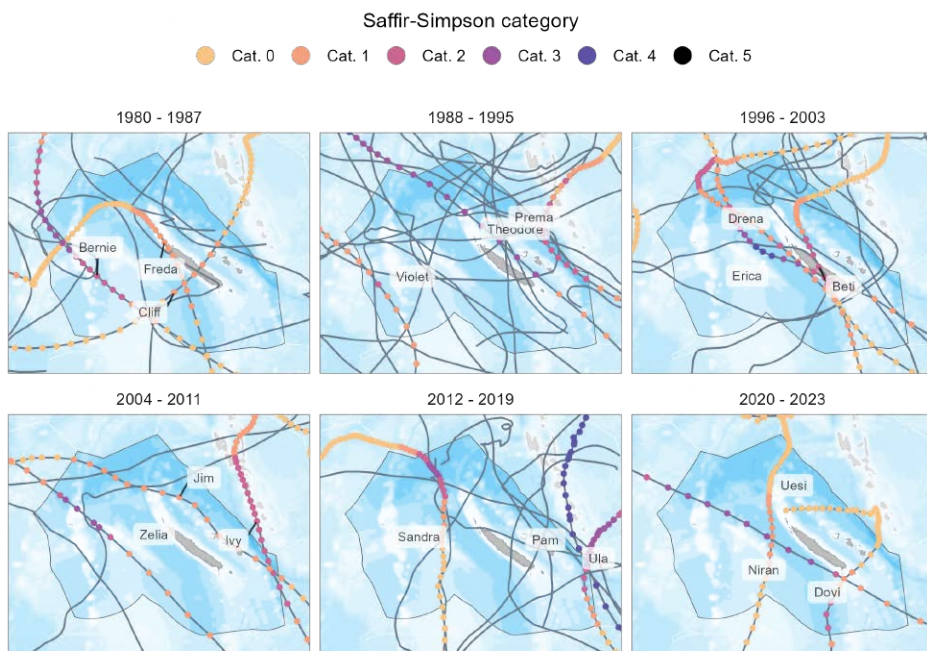 Saffir-Simpson category
Cat. 0 Cat. 1 Cat. 2 Cat. 3 Cat. 4 Cat. 5
1980 - 1987 1988 - 1995 1996 - 2003
Bernie
Freda
Cliff
Prema
Theodore
Violet
Drena
Erica
Beti
2004 - 2011 2012 - 2019 2020 - 2023
Jim
Zelia
Ivy
Sandra
Pam
Ula
Uesi
Niran
Dovi